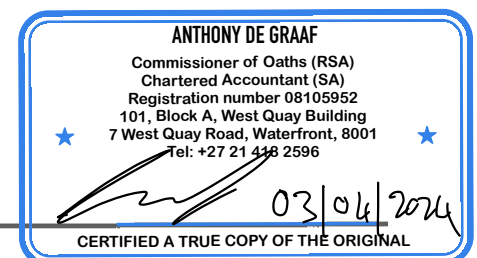 ANTHONY DE GRAAF
Commissioner of Oaths (RSA)
Chartered Accountant (SA)
Registration number 08105952
101, Block A, West Quay Building
7 West Quay Road, Waterfront, 8001
Tel: +27 21 418 2596
03/04/2024
CERTIFIED A TRUE COPY OF THE ORIGINAL